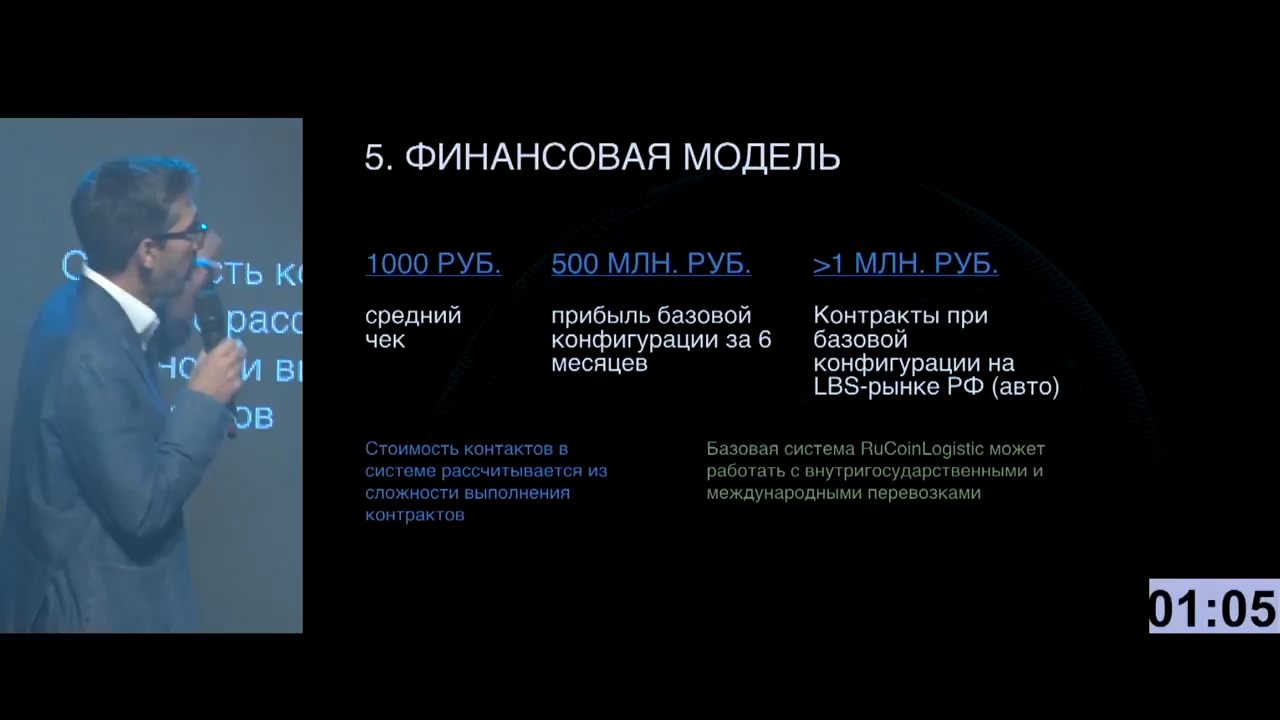 5. ФИНАНСОВАЯ МОДЕЛЬ
1000 РУБ.
средний
чек
500 МЛН. РУБ.
прибыль базовой
конфигурации за 6
месяцев
>1 МЛН. РУБ.
Контракты при
базовой
конфигурации на
LBS-рынке РФ (авто)
Стоимость контактов в
системе рассчитывается из
сложности выполнения
контрактов
Базовая система RuCoinLogistic может
работать с внутригосударственными и
международными перевозками
01:05